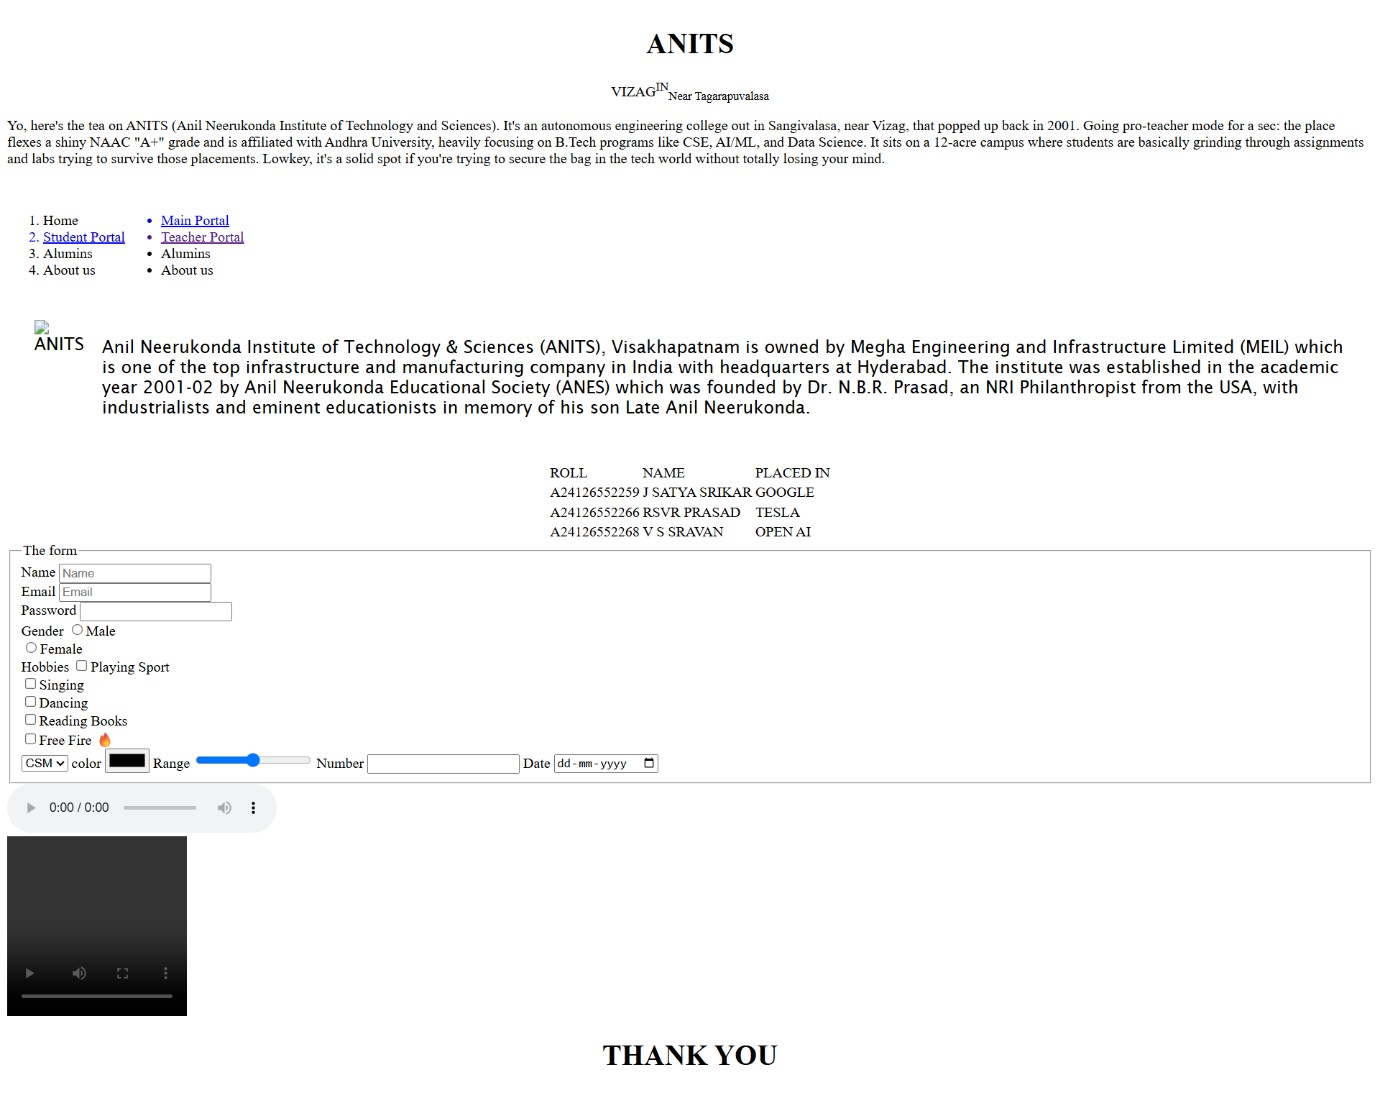 ANITS
VIZAGINNear Tagarapuvalasa
Yo, here's the tea on ANITS (Anil Neerukonda Institute of Technology and Sciences). It's an autonomous engineering college out in Sangivalasa, near Vizag, that popped up back in 2001. Going pro-teacher mode for a sec: the place
flexes a shiny NAAC "A+" grade and is affiliated with Andhra University, heavily focusing on B.Tech programs like CSE, AI/ML, and Data Science. It sits on a 12-acre campus where students are basically grinding through assignments
and labs trying to survive those placements. Lowkey, it's a solid spot if you're trying to secure the bag in the tech world without totally losing your mind.
1. Home
2. Student Portal
3. Alumins
4. About us
• Main Portal
• Teacher Portal
• Alumins
• About us
ANITS
Anil Neerukonda Institute of Technology & Sciences (ANITS), Visakhapatnam is owned by Megha Engineering and Infrastructure Limited (MEIL) which
is one of the top infrastructure and manufacturing company in India with headquarters at Hyderabad. The institute was established in the academic
year 2001-02 by Anil Neerukonda Educational Society (ANES) which was founded by Dr. N.B.R. Prasad, an NRI Philanthropist from the USA, with
industrialists and eminent educationists in memory of his son Late Anil Neerukonda.
ROLL NAME PLACED IN
A24126552259 J SATYA SRIKAR GOOGLE
A24126552266 RSVR PRASAD TESLA
A24126552268 V S SRAVAN OPEN AI
The form
Name Name
Email Email
Password
Gender Male
Female
Hobbies Playing Sport
Singing
Dancing
Reading Books
Free Fire 🔥
CSM color Range Number Date dd-mm-yyyy
0:00 / 0:00
THANK YOU